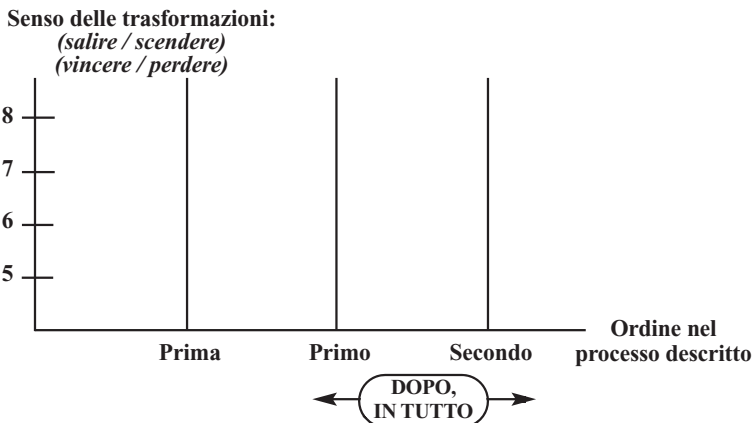 Senso delle trasformazioni:
(salire / scendere)
(vincere / perdere)
8
7
6
5
Prima
Primo
Secondo
Ordine nel
processo descritto
DOPO,
IN TUTTO